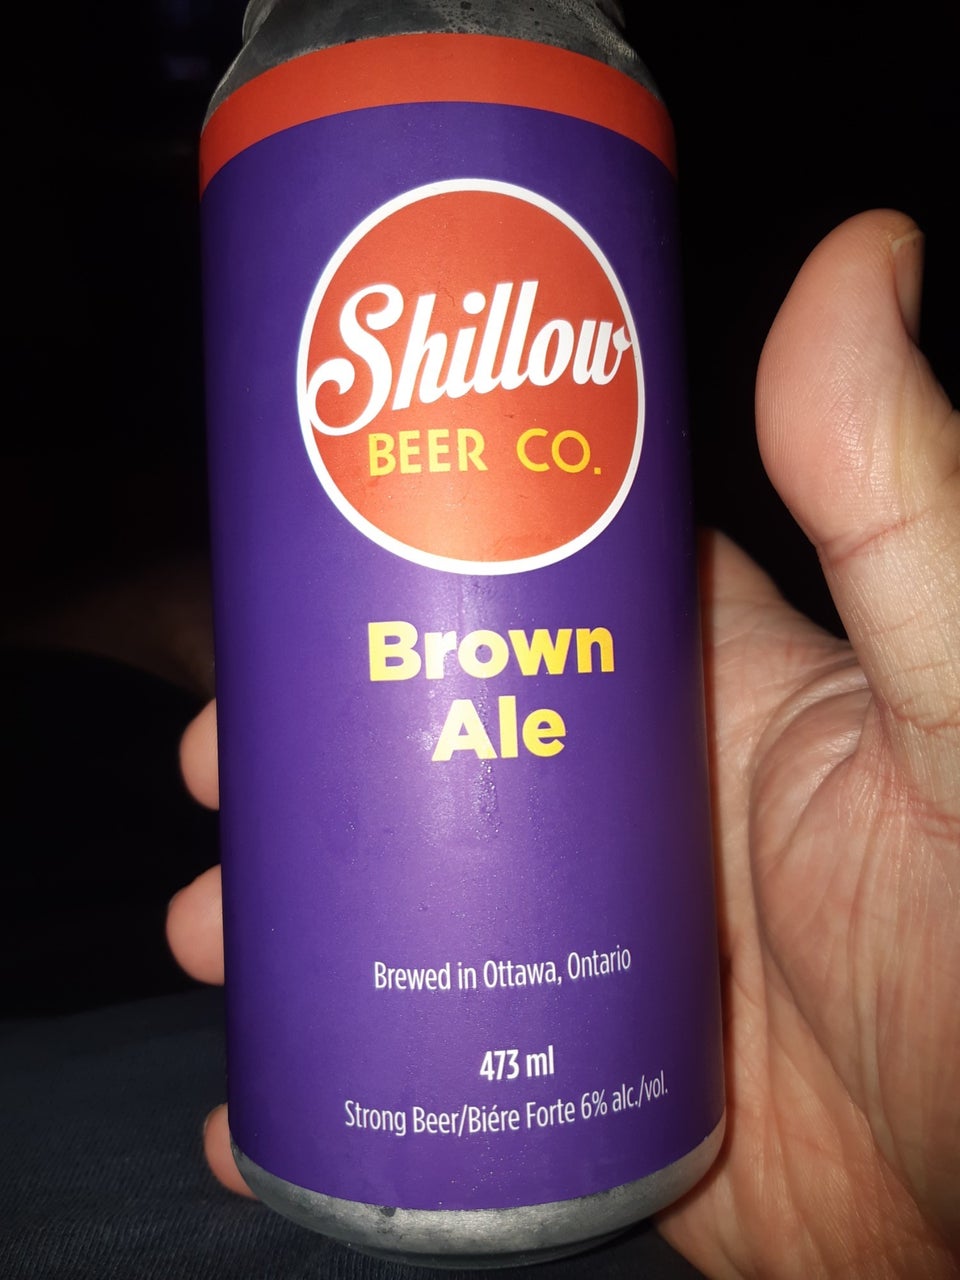 Shillow
BEER CO.
Brown
Ale
Brewed in Ottawa, Ontario
473 ml
Strong Beer/Biére Forte 6% alc./vol.